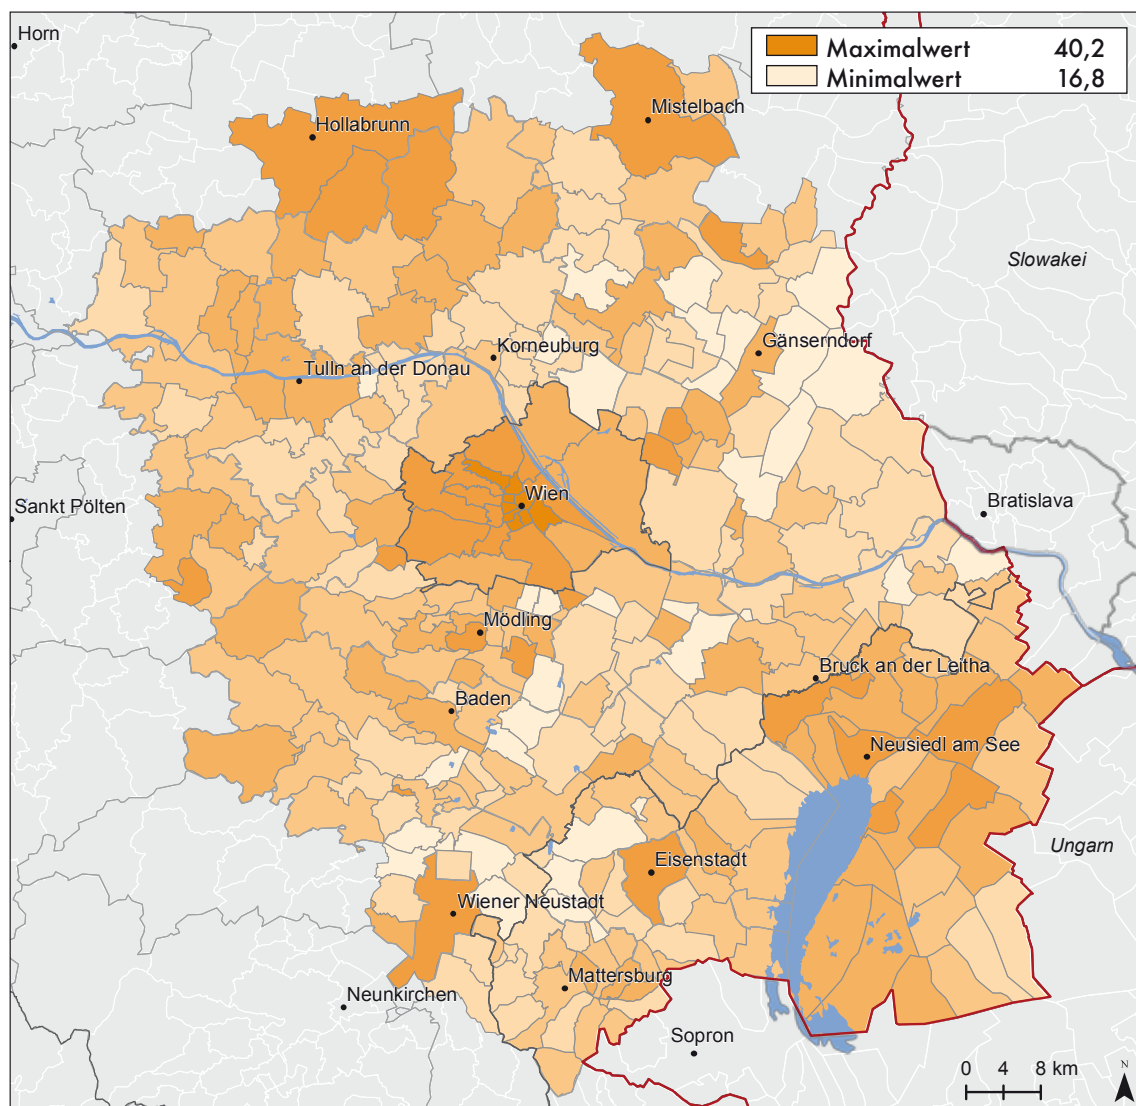 Horn
Maximalwert 40,2
Minimalwert 16,8
Mistelbach
Hollabrunn
Slowakei
Gänserndorf
Korneuburg
Tulln an der Donau
Wien
Bratislava
Sankt Pölten
Mödling
Bruck an der Leitha
Baden
Neusiedl am See
Ungarn
Eisenstadt
Wiener Neustadt
Mattersburg
Neunkirchen
Sopron
N
0 4 8 km